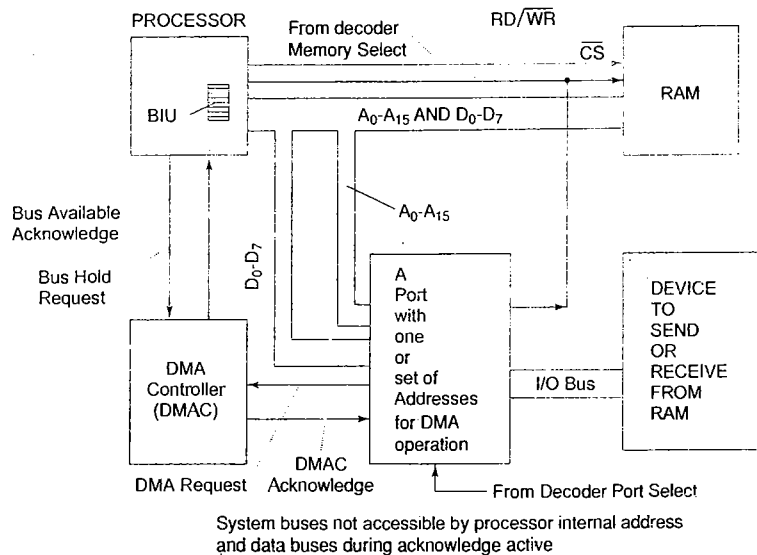 PROCESSOR
From decoder
Memory Select
RD/W̅R̅
C̅S̅
BIU
RAM
A₀-A₁₅ AND D₀-D₇
A₀-A₁₅
Bus Available
Acknowledge
D₀-D₇
Bus Hold
Request
A
Port
with
one
or
set of
Addresses
for DMA
operation
DEVICE
TO
SEND
OR
RECEIVE
FROM
RAM
DMA
Controller
(DMAC)
I/O Bus
DMAC
Acknowledge
DMA Request
From Decoder Port Select
System buses not accessible by processor internal address
and data buses during acknowledge active